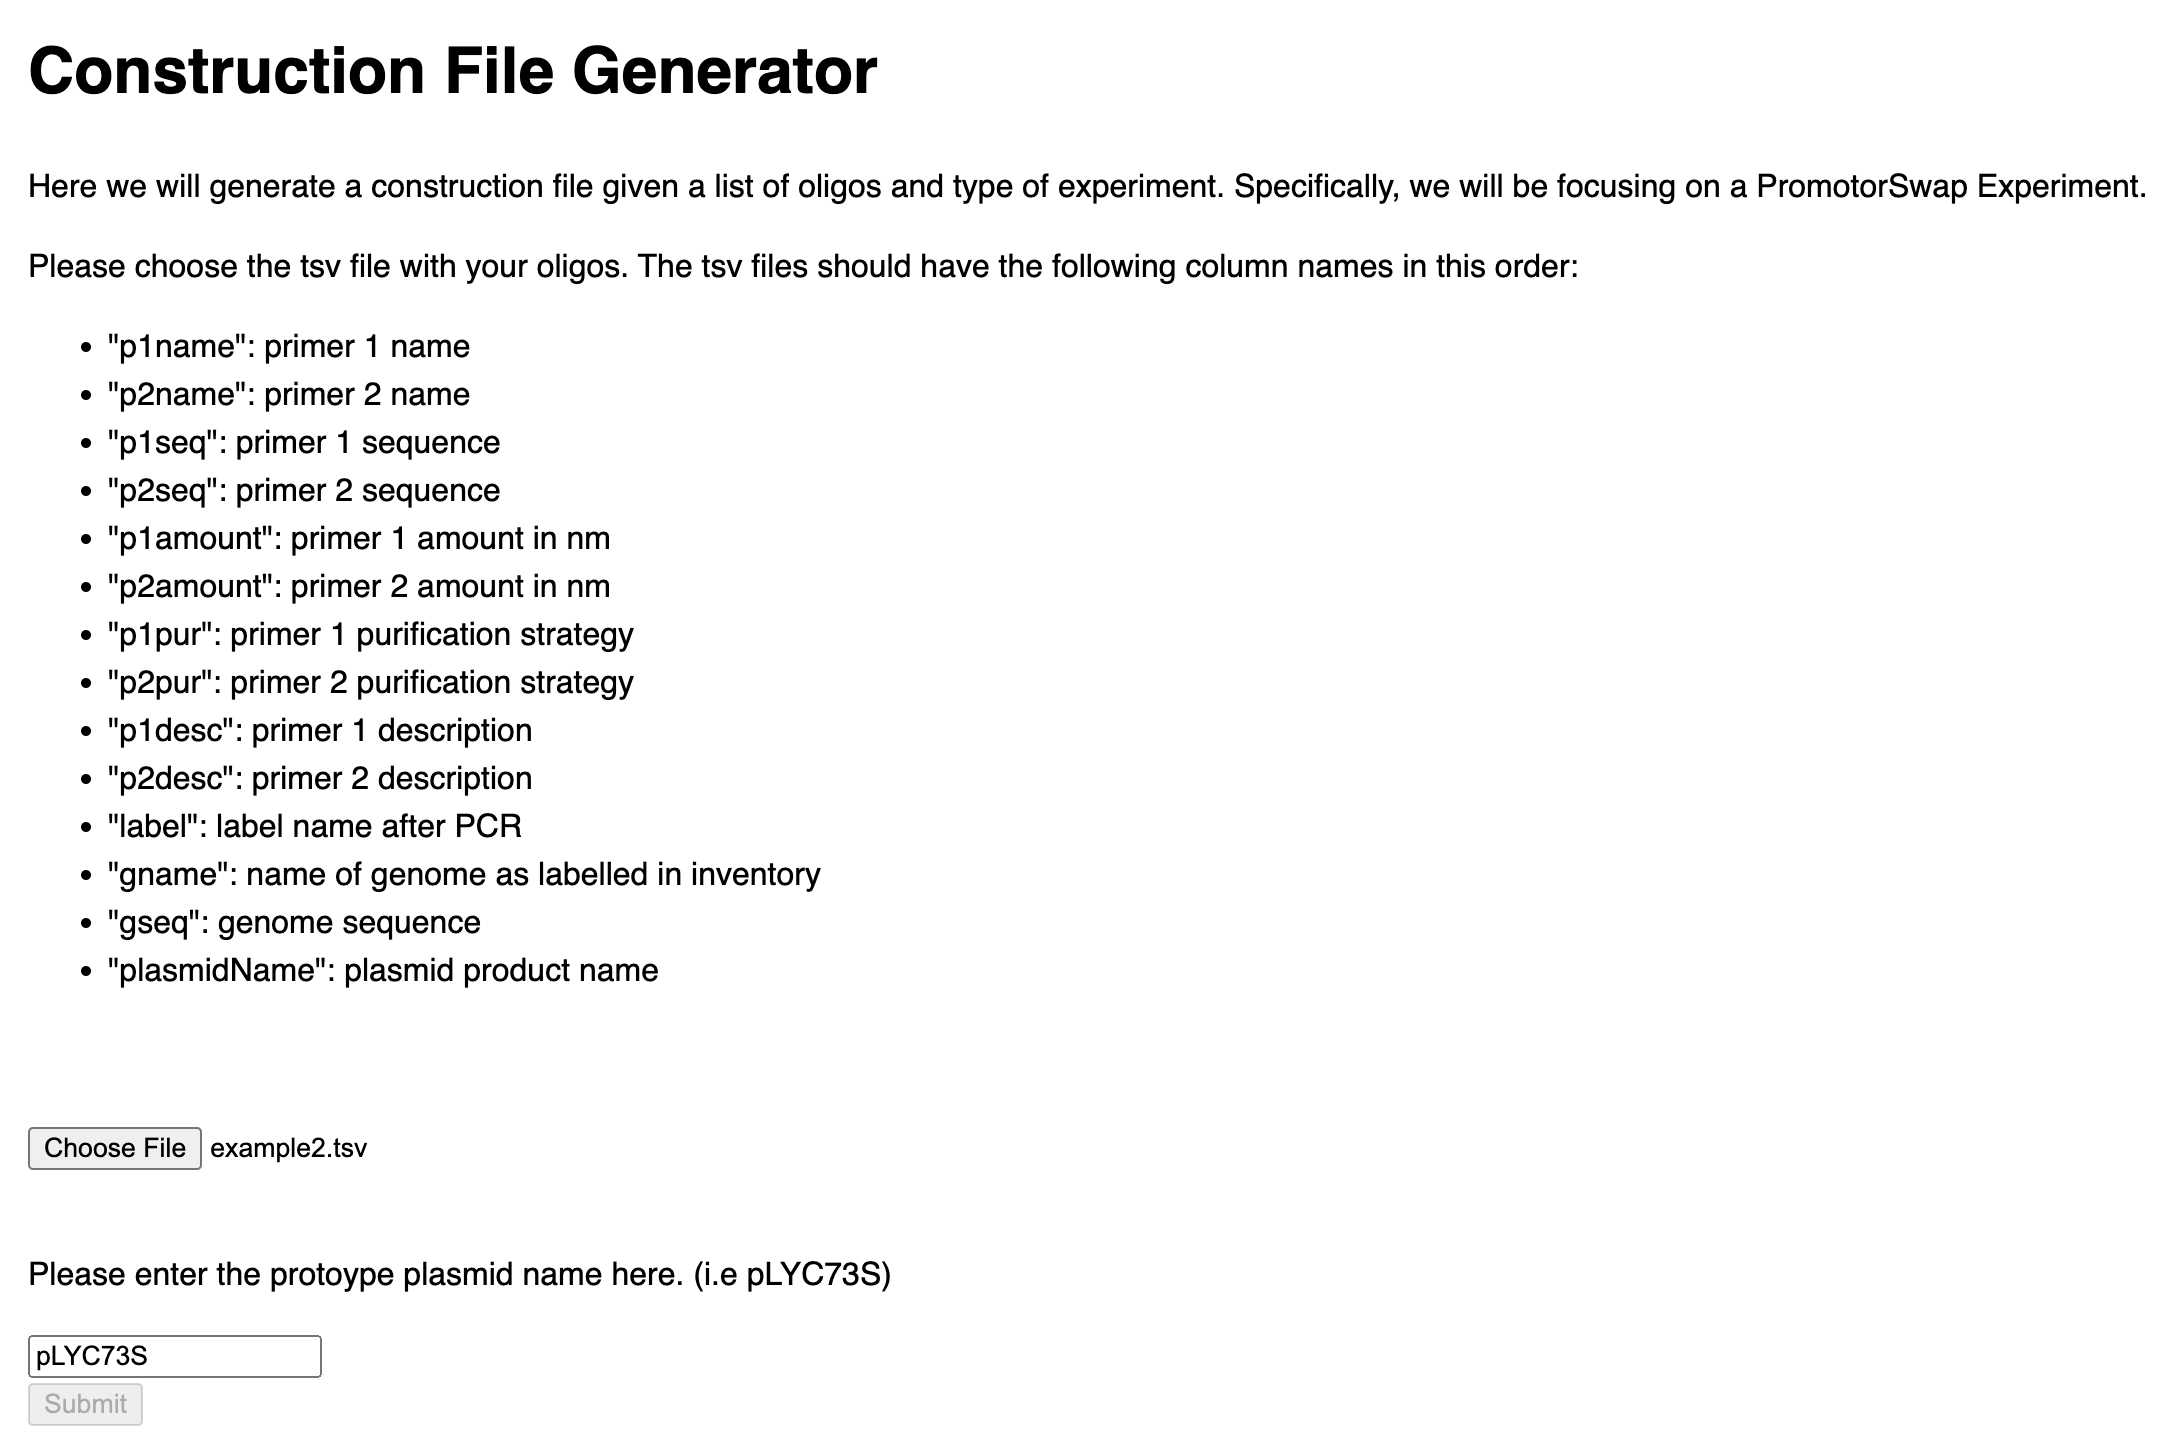 Construction File Generator
Here we will generate a construction file given a list of oligos and type of experiment. Specifically, we will be focusing on a PromotorSwap Experiment.
Please choose the tsv file with your oligos. The tsv files should have the following column names in this order:
• "p1name": primer 1 name
• "p2name": primer 2 name
• "p1seq": primer 1 sequence
• "p2seq": primer 2 sequence
• "p1amount": primer 1 amount in nm
• "p2amount": primer 2 amount in nm
• "p1pur": primer 1 purification strategy
• "p2pur": primer 2 purification strategy
• "p1desc": primer 1 description
• "p2desc": primer 2 description
• "label": label name after PCR
• "gname": name of genome as labelled in inventory
• "gseq": genome sequence
• "plasmidName": plasmid product name
Choose File example2.tsv
Please enter the protoype plasmid name here. (i.e pLYC73S)
pLYC73S
Submit